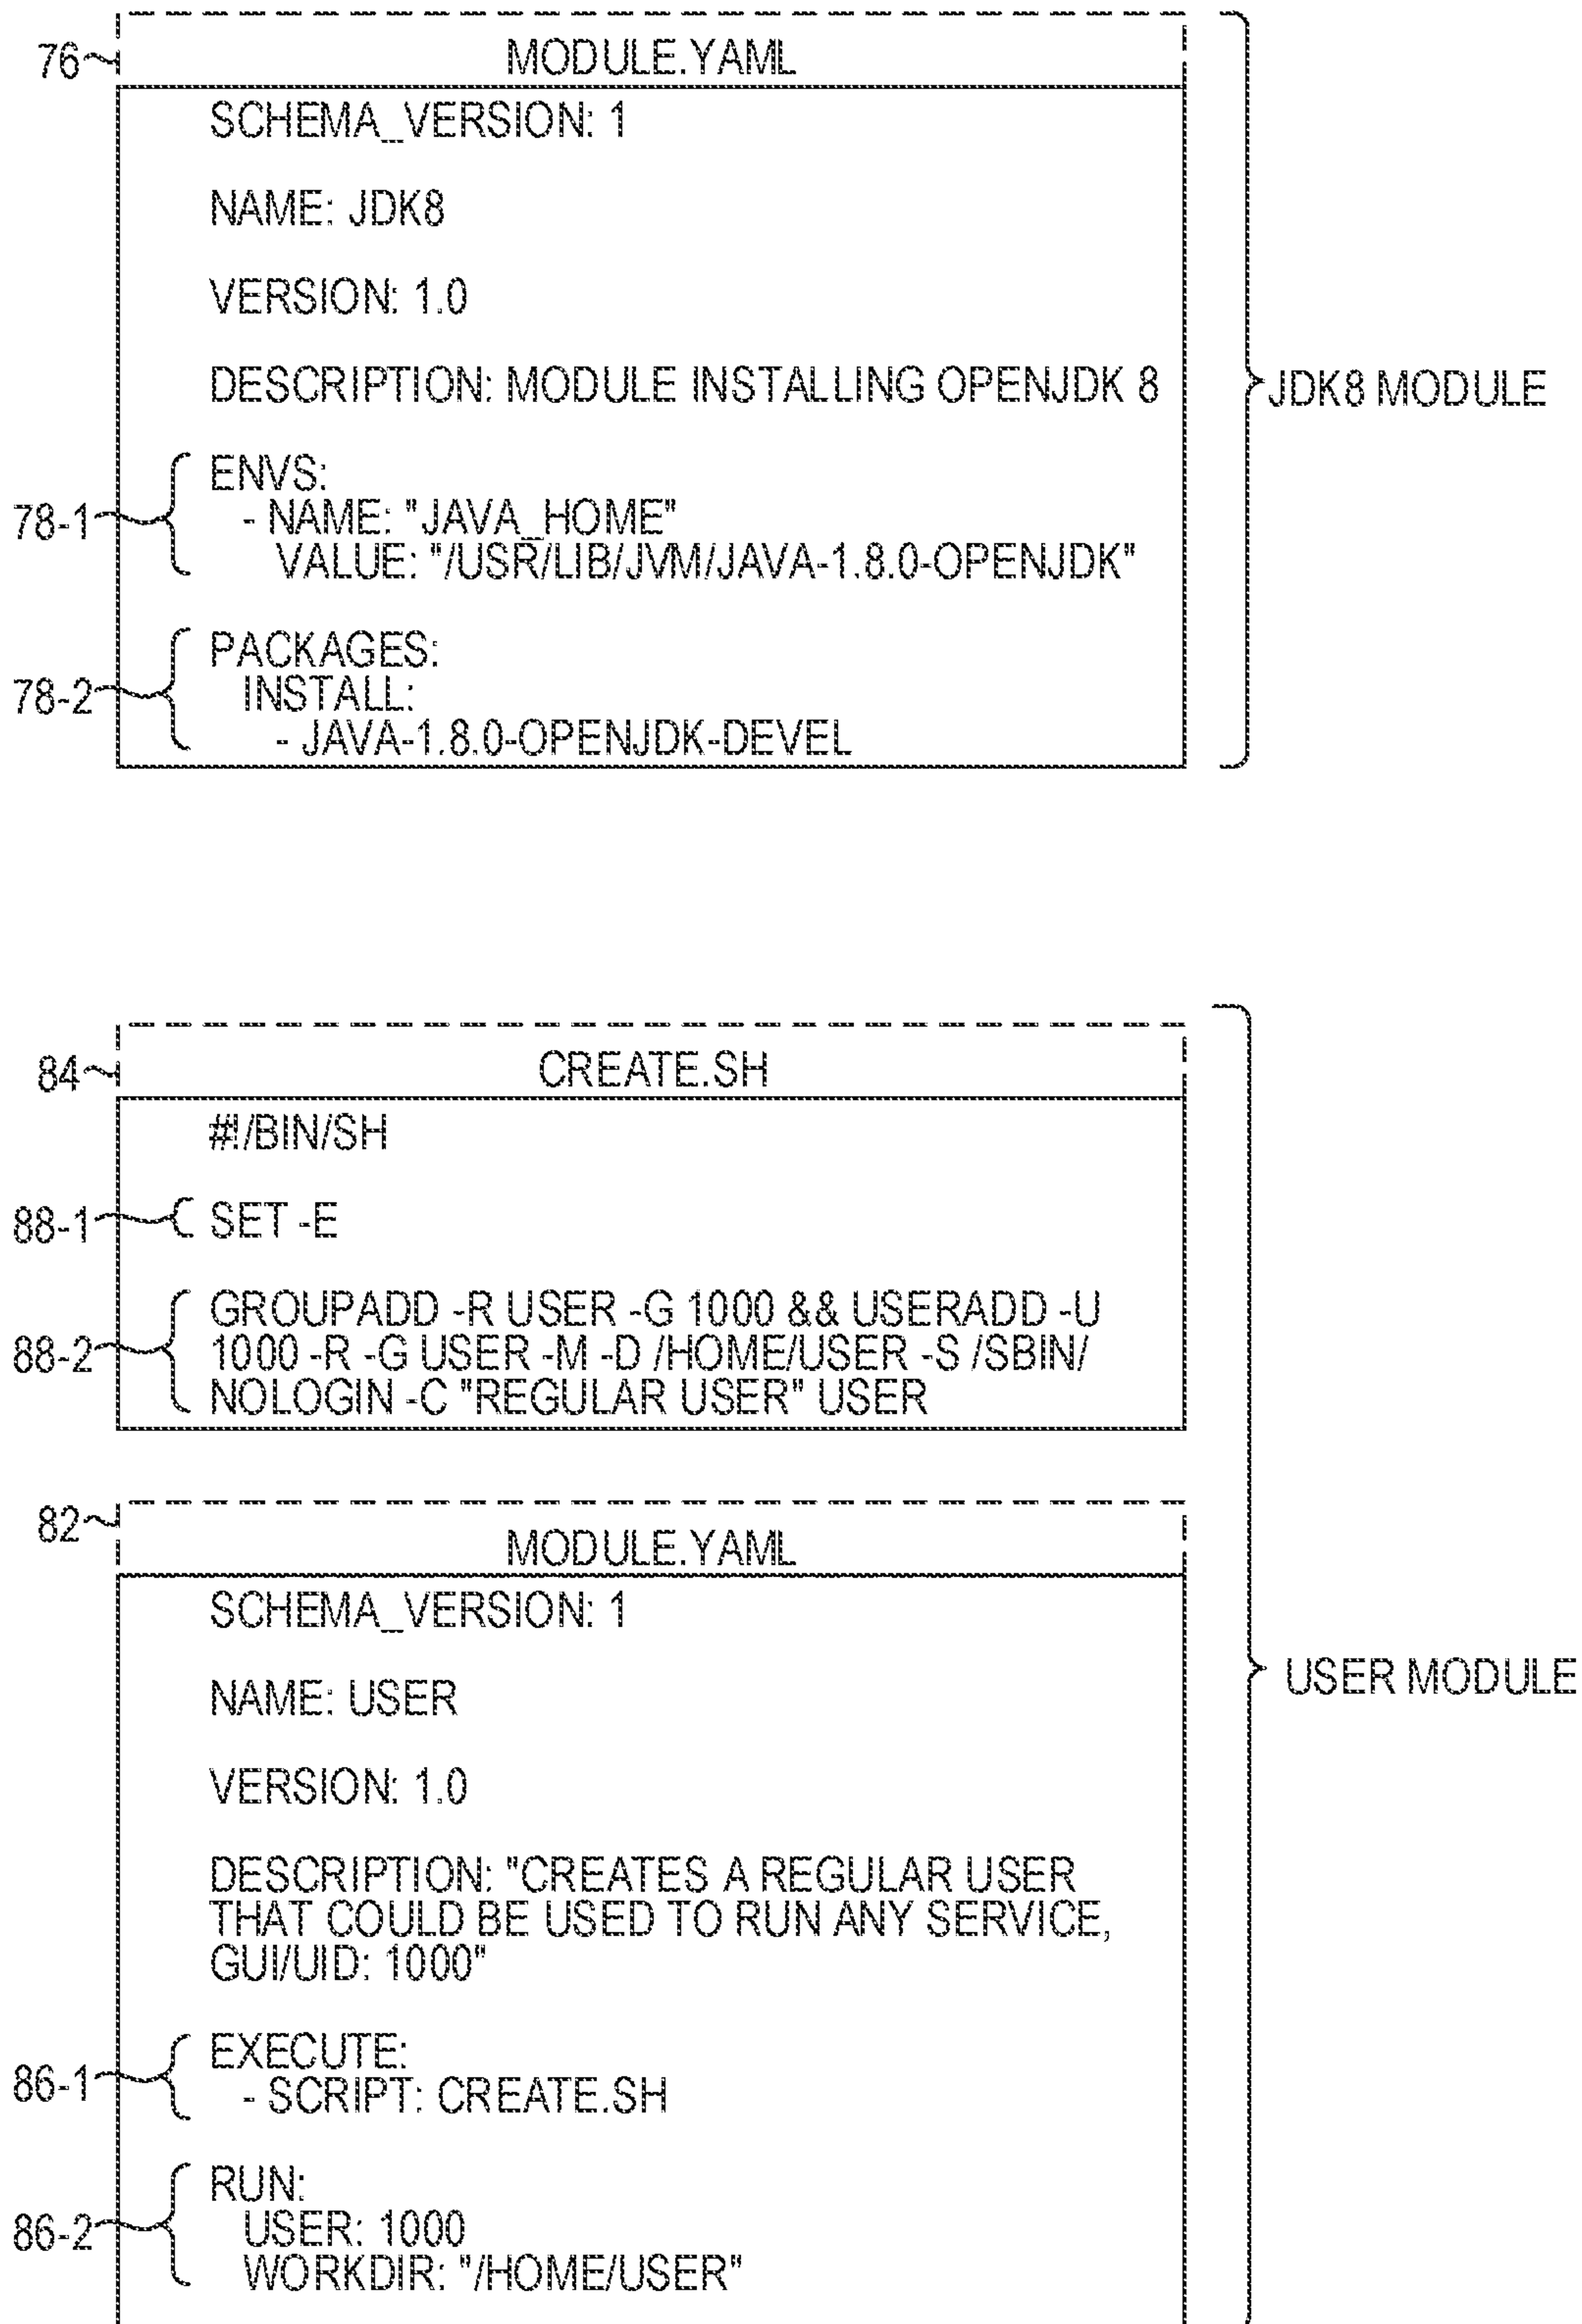 76
MODULE.YAML
SCHEMA_VERSION: 1
NAME: JDK8
VERSION: 1.0
DESCRIPTION: MODULE INSTALLING OPENJDK 8
JDK8 MODULE
78-1
ENVS:
- NAME: "JAVA_HOME"
VALUE: "/USR/LIB/JVM/JAVA-1.8.0-OPENJDK"
78-2
PACKAGES:
INSTALL:
- JAVA-1.8.0-OPENJDK-DEVEL
84
CREATE.SH
#!/BIN/SH
88-1
SET -E
88-2
GROUPADD -R USER -G 1000 && USERADD -U
1000 -R -G USER -M -D /HOME/USER -S /SBIN/
NOLOGIN -C "REGULAR USER" USER
82
MODULE.YAML
SCHEMA_VERSION: 1
NAME: USER
USER MODULE
VERSION: 1.0
DESCRIPTION: "CREATES A REGULAR USER
THAT COULD BE USED TO RUN ANY SERVICE,
GUI/UID: 1000"
86-1
EXECUTE:
- SCRIPT: CREATE.SH
86-2
RUN:
USER: 1000
WORKDIR: "/HOME/USER"